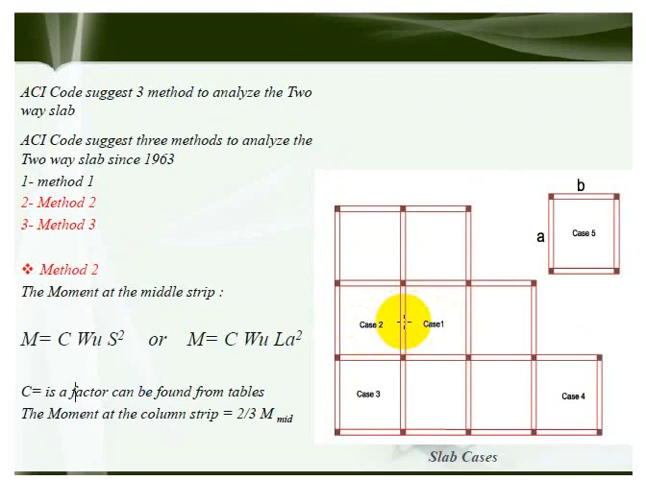 ACI Code suggest 3 method to analyze the Two
way slab
ACI Code suggest three methods to analyze the
Two way slab since 1963
1- method 1
2- Method 2
3- Method 3
❖ Method 2
The Moment at the middle strip :
M= C Wu S² or M= C Wu La²
C= is a factor can be found from tables
The Moment at the column strip = 2/3 M mid
b
a
Case 5
Case 2
Case1
Case 3
Case 4
Slab Cases